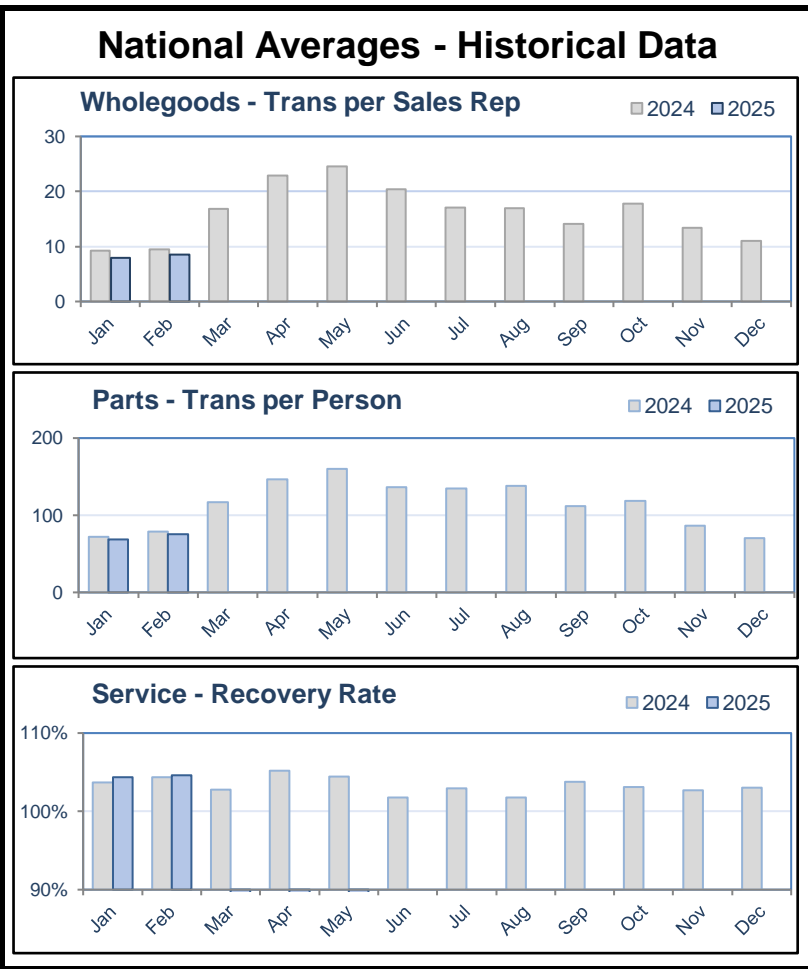 National Averages - Historical Data
Wholegoods - Trans per Sales Rep
2024 2025
30
20
10
0
Jan Feb Mar Apr May Jun Jul Aug Sep Oct Nov Dec
Parts - Trans per Person
2024 2025
200
100
0
Jan Feb Mar Apr May Jun Jul Aug Sep Oct Nov Dec
Service - Recovery Rate
2024 2025
110%
100%
90%
Jan Feb Mar Apr May Jun Jul Aug Sep Oct Nov Dec